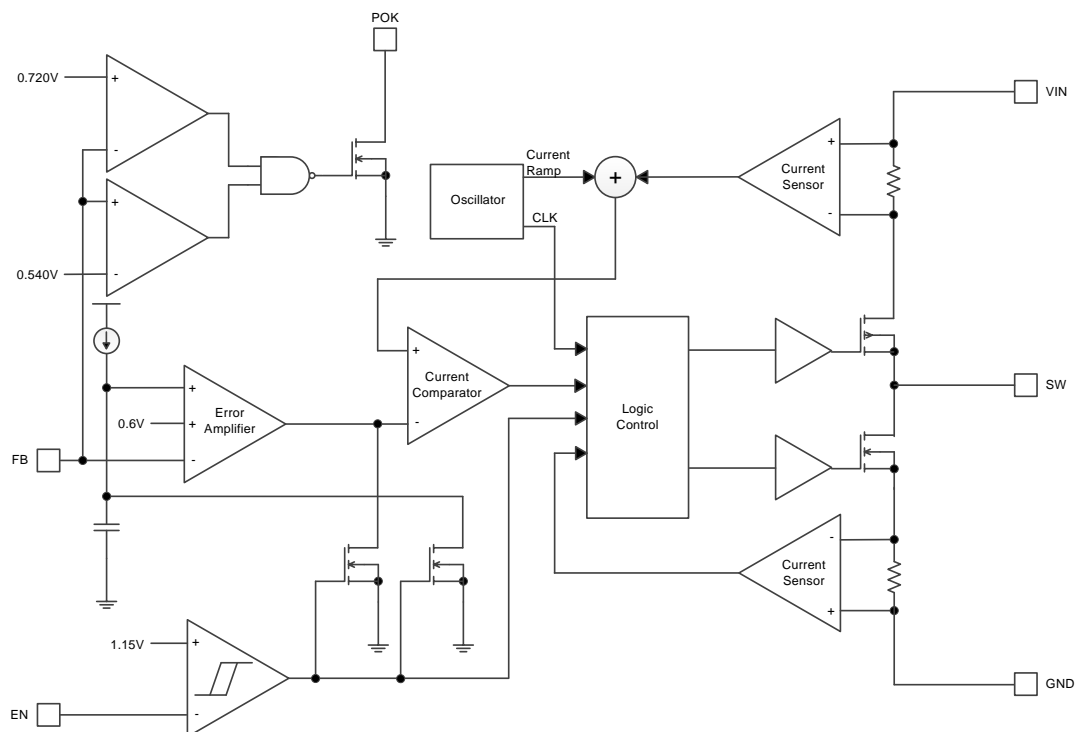 POK
0.720V
+
-
+
-
0.540V
VIN
Current
Ramp
Oscillator
CLK
+
+
-
Current
Sensor
+
+
-
Error
Amplifier
0.6V
FB
+
-
Current
Comparator
Logic
Control
SW
-
+
Current
Sensor
1.15V
+
-
EN
GND